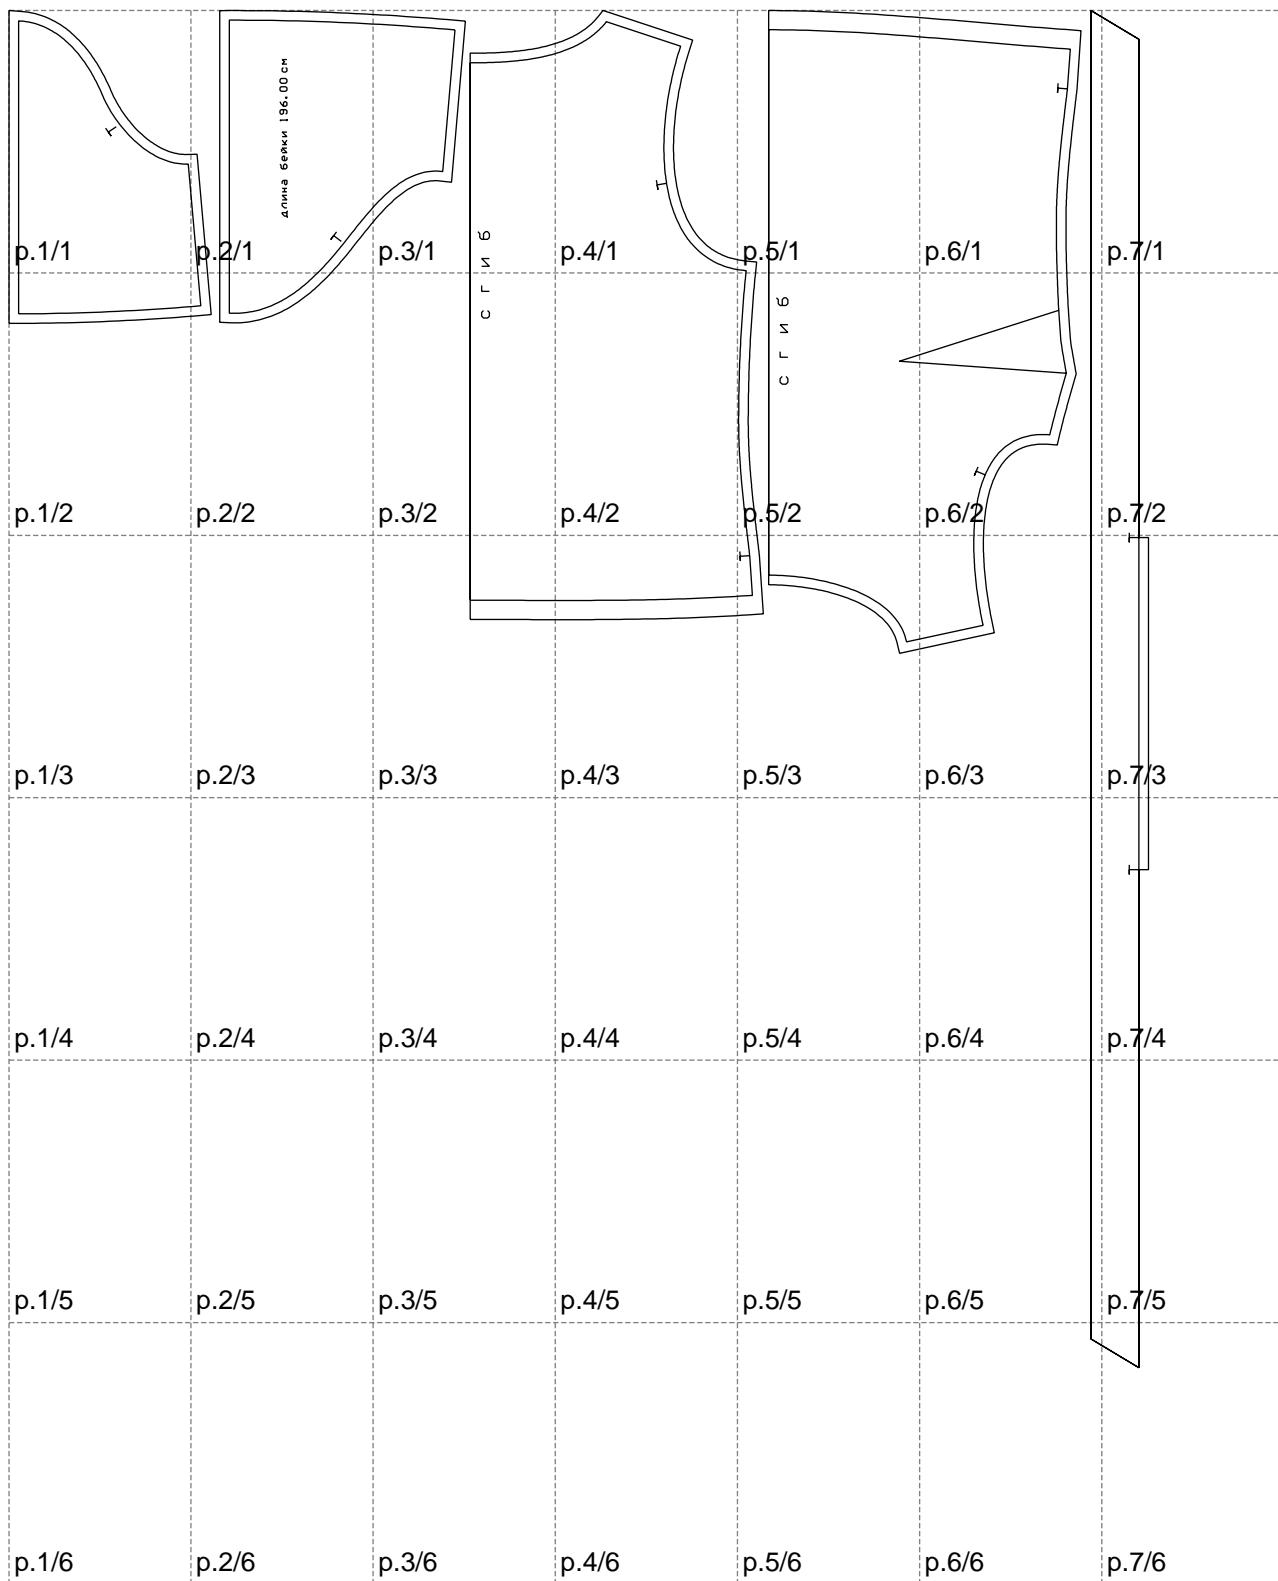 длина бейки 196.00 см
сгиб
сгиб
p.1/1 p.2/1 p.3/1 p.4/1 p.5/1 p.6/1 p.7/1
p.1/2 p.2/2 p.3/2 p.4/2 p.5/2 p.6/2 p.7/2
p.1/3 p.2/3 p.3/3 p.4/3 p.5/3 p.6/3 p.7/3
p.1/4 p.2/4 p.3/4 p.4/4 p.5/4 p.6/4 p.7/4
p.1/5 p.2/5 p.3/5 p.4/5 p.5/5 p.6/5 p.7/5
p.1/6 p.2/6 p.3/6 p.4/6 p.5/6 p.6/6 p.7/6